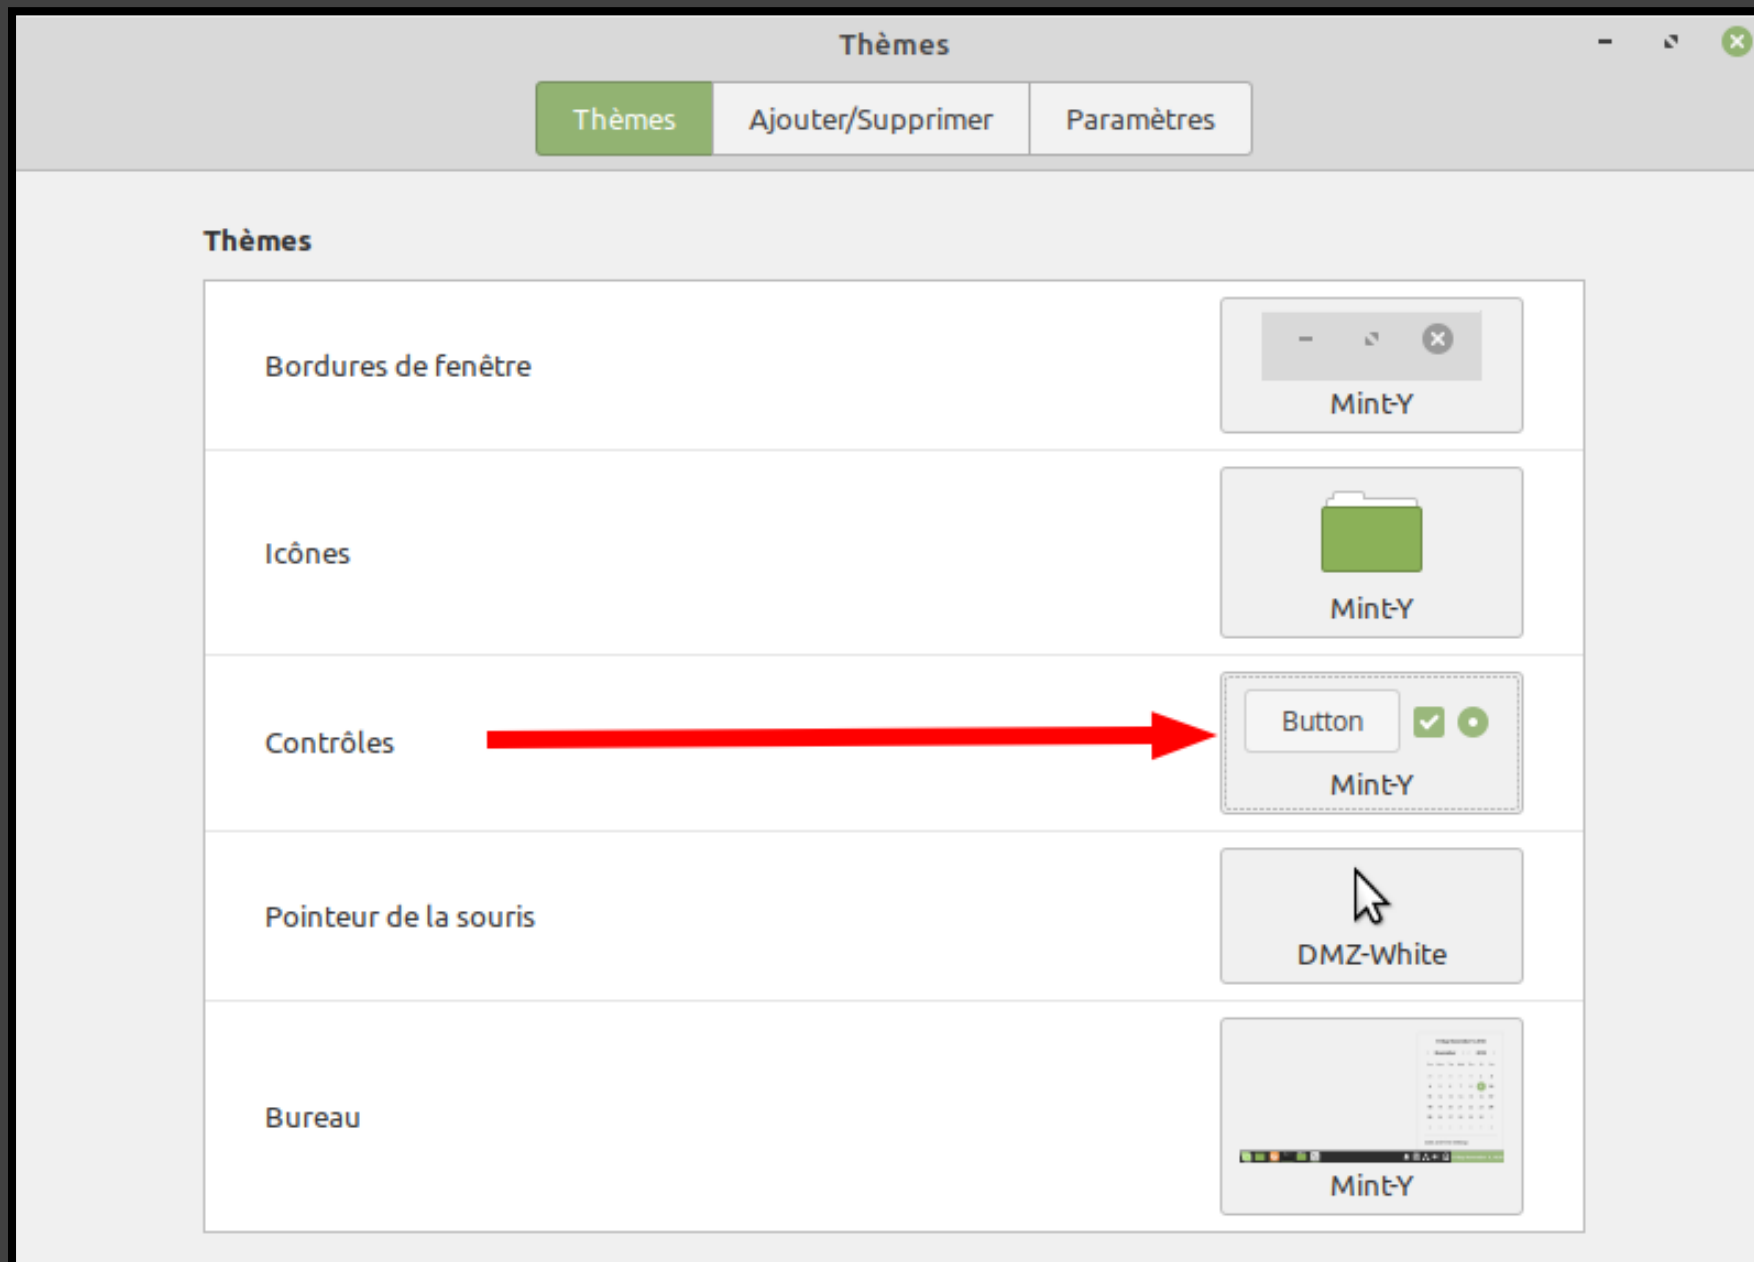 Thèmes
Thèmes
Ajouter/Supprimer
Paramètres
Thèmes
Bordures de fenêtre
Mint-Y
Icônes
Mint-Y
Contrôles
Button
Mint-Y
Pointeur de la souris
DMZ-White
Bureau
Mint-Y